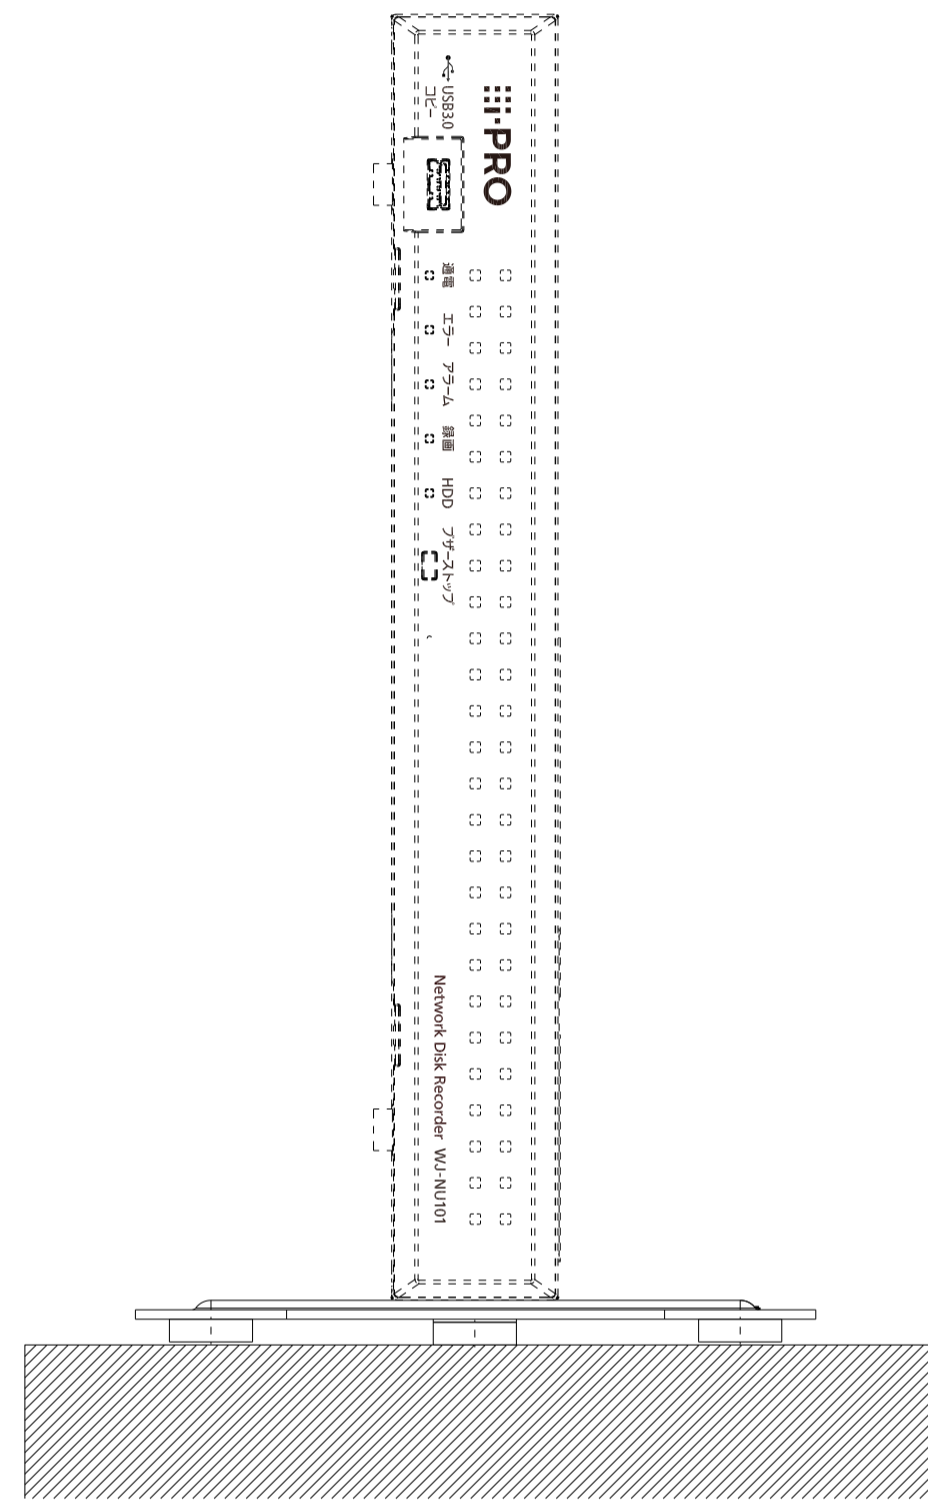 USB3.0
コピー
i-PRO
通電
エラー
アラーム
録画
HDD
ブザーストップ
Network Disk Recorder WJ-NU101